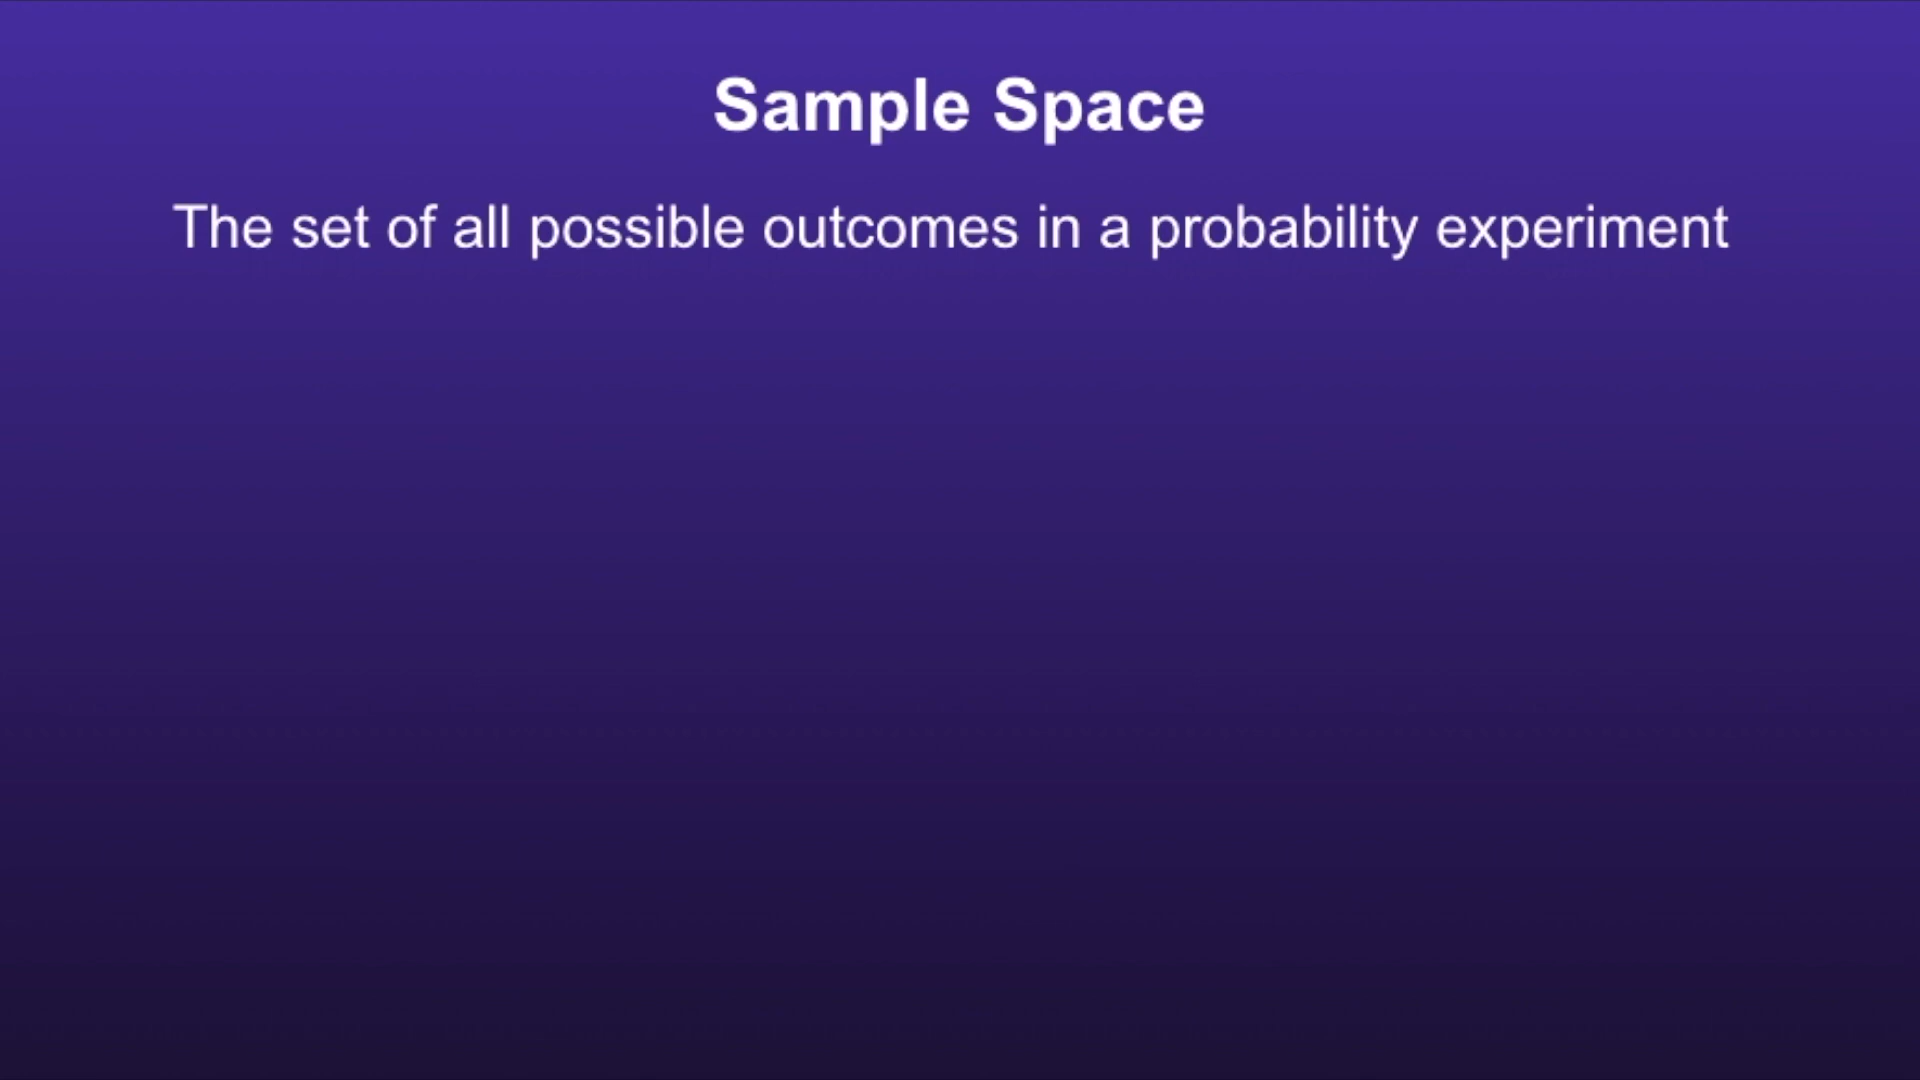 Sample Space
The set of all possible outcomes in a probability experiment